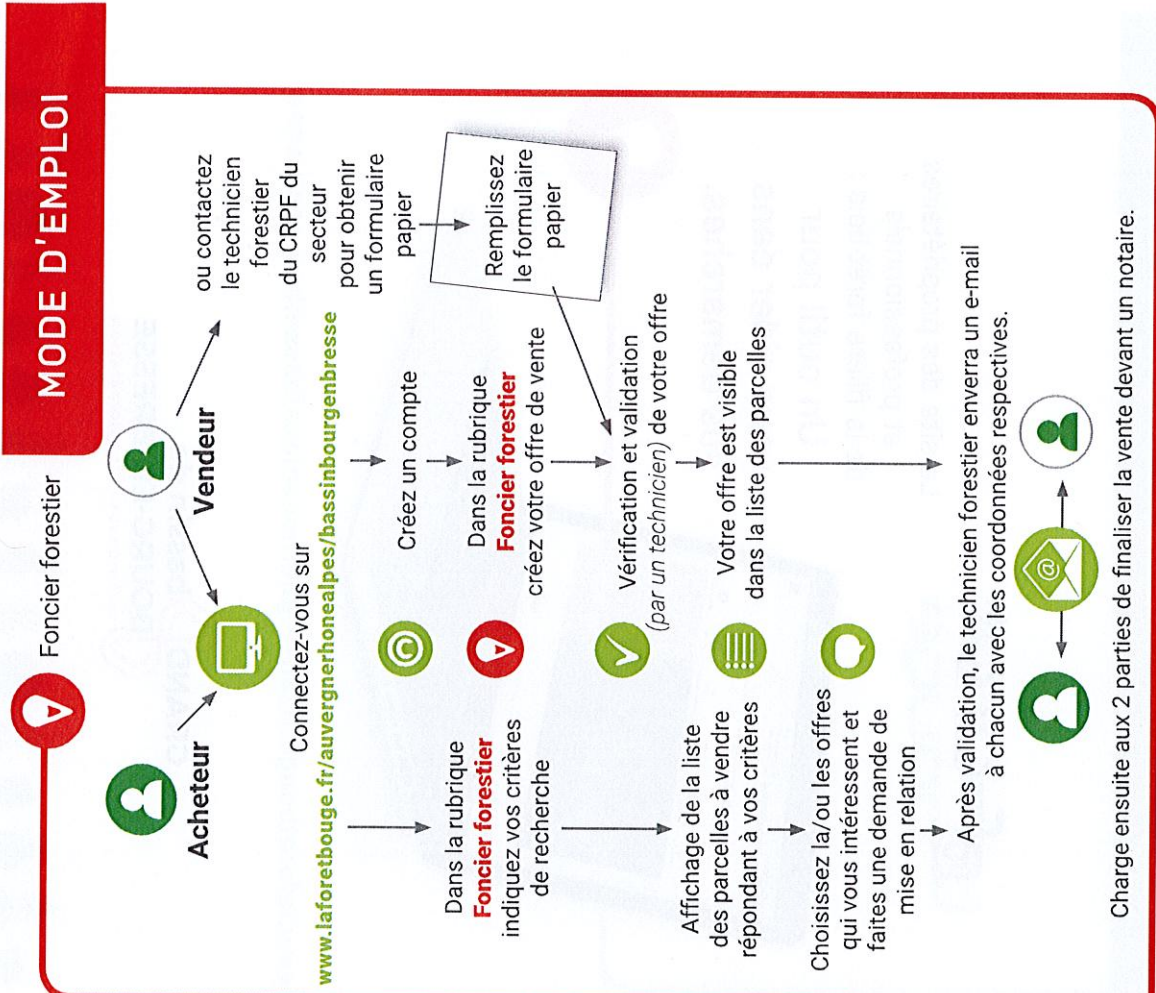 MODE D'EMPLOI
Foncier forestier
Acheteur
Vendeur
Connectez-vous sur
www.laforetbouge.fr/auvergnerhonealpes/bassinbourgenbresse
ou contactez
le technicien
forestier
du CRPF du
secteur
pour obtenir
un formulaire
papier
Remplissez
le formulaire
papier
Créez un compte
Dans la rubrique
Foncier forestier
créez votre offre de vente
Vérification et validation
(par un technicien) de votre offre
Votre offre est visible
dans la liste des parcelles
Dans la rubrique
Foncier forestier
indiquez vos critères
de recherche
Affichage de la liste
des parcelles à vendre
répondant à vos critères
Choisissez la/ou les offres
qui vous intéressent et
faites une demande de
mise en relation
Après validation, le technicien forestier enverra un e-mail
à chacun avec les coordonnées respectives.
@
Charge ensuite aux 2 parties de finaliser la vente devant un notaire.